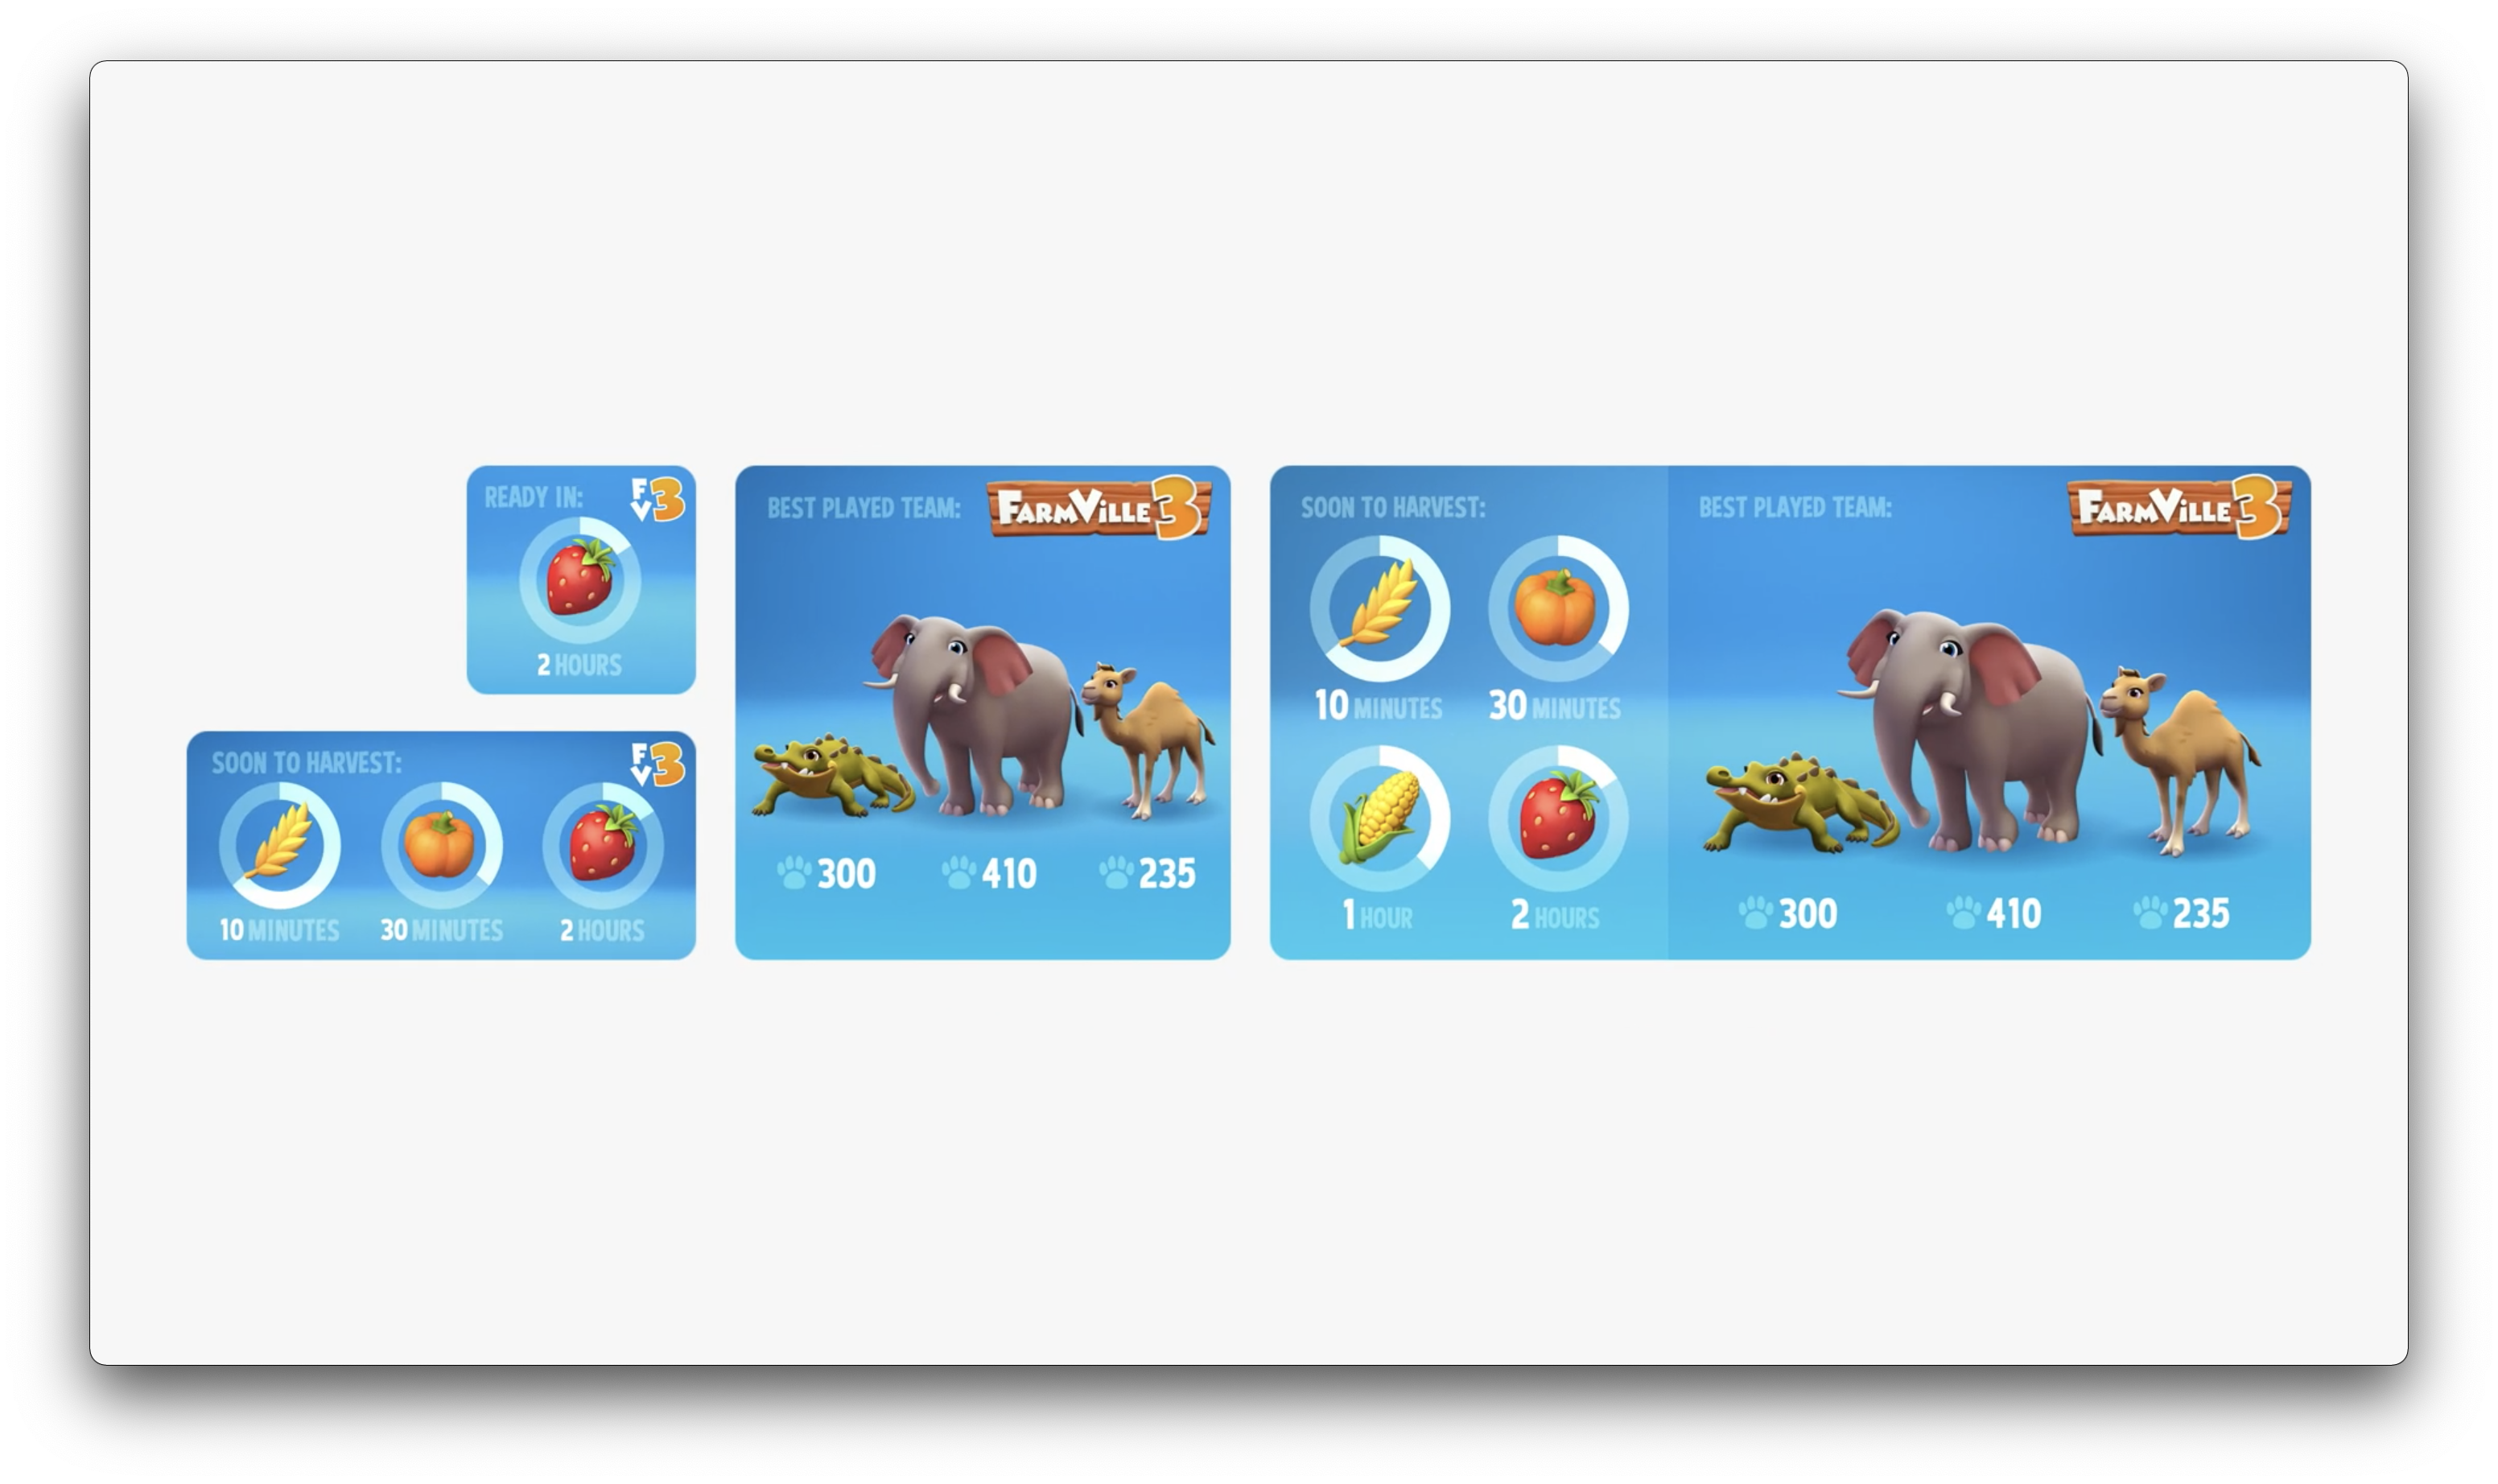 READY IN:
FV3
2 HOURS
SOON TO HARVEST:
FV3
10 MINUTES
30 MINUTES
2 HOURS
BEST PLAYED TEAM:
FARMVILLE 3
300
410
235
SOON TO HARVEST:
10 MINUTES
30 MINUTES
1 HOUR
2 HOURS
BEST PLAYED TEAM:
FARMVILLE 3
300
410
235